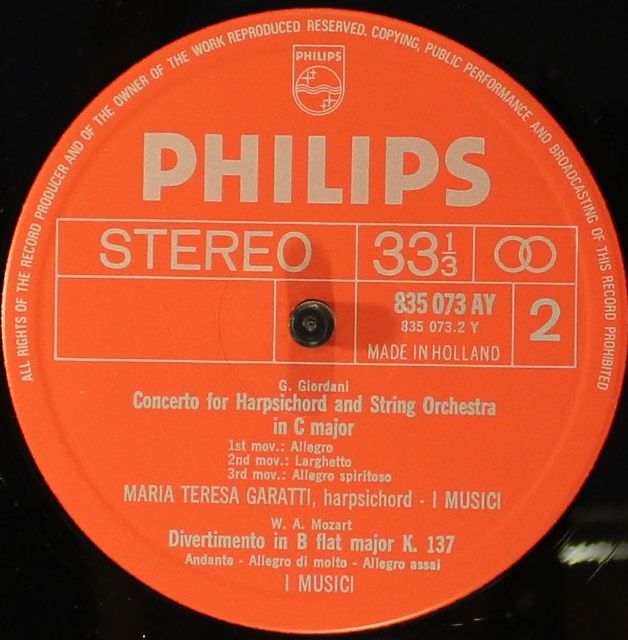 ALL RIGHTS OF THE RECORD PRODUCER AND OF THE OWNER OF THE WORK REPRODUCED RESERVED. COPYING, PUBLIC PERFORMANCE AND BROADCASTING OF THIS RECORD PROHIBITED
PHILIPS
PHILIPS
STEREO 33 1/3
835 073 AY
835 073.2 Y
2
MADE IN HOLLAND
G. Giordani
Concerto for Harpsichord and String Orchestra
in C major
1st mov.: Allegro
2nd mov.: Larghetto
3rd mov.: Allegro spiritoso
MARIA TERESA GARATTI, harpsichord - I MUSICI
W. A. Mozart
Divertimento in B flat major K. 137
Andante - Allegro di molto - Allegro assai
I MUSICI